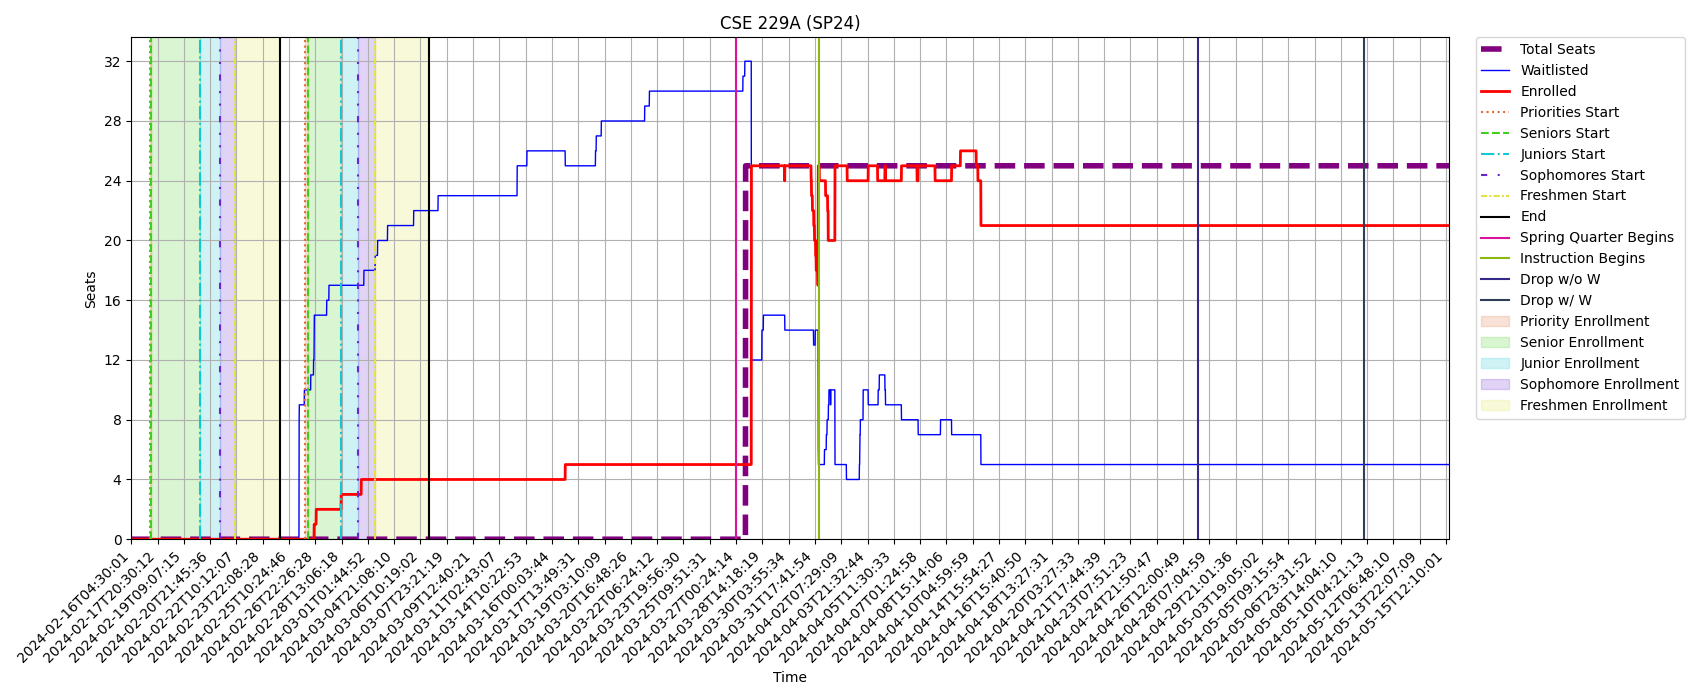 CSE 229A (SP24)
Seats
32
28
24
20
16
12
8
4
0
2024-02-16T04:30:01
2024-02-17T20:30:12
2024-02-19T09:07:15
2024-02-20T21:45:36
2024-02-22T10:12:07
2024-02-23T22:08:28
2024-02-25T10:24:46
2024-02-26T22:26:28
2024-02-28T13:06:18
2024-03-01T01:44:52
2024-03-04T21:08:10
2024-03-06T10:19:02
2024-03-07T23:21:19
2024-03-09T12:40:21
2024-03-11T02:43:07
2024-03-14T10:22:53
2024-03-16T00:03:44
2024-03-17T13:49:31
2024-03-19T03:10:09
2024-03-20T16:48:26
2024-03-22T06:24:12
2024-03-23T19:56:30
2024-03-25T09:51:31
2024-03-27T00:24:14
2024-03-28T14:18:19
2024-03-30T03:55:34
2024-03-31T17:41:54
2024-04-02T07:29:09
2024-04-03T21:32:44
2024-04-05T11:30:33
2024-04-07T01:24:58
2024-04-08T15:14:06
2024-04-10T04:59:59
2024-04-14T15:54:27
2024-04-16T15:40:50
2024-04-18T13:27:31
2024-04-20T03:27:33
2024-04-21T17:44:39
2024-04-23T07:51:23
2024-04-24T21:50:47
2024-04-26T12:00:49
2024-04-28T07:04:59
2024-04-29T21:01:36
2024-05-03T19:05:02
2024-05-05T09:15:54
2024-05-06T23:31:52
2024-05-08T14:04:10
2024-05-10T04:21:13
2024-05-12T06:48:10
2024-05-13T22:07:09
2024-05-15T12:10:01
Time
Total Seats
Waitlisted
Enrolled
Priorities Start
Seniors Start
Juniors Start
Sophomores Start
Freshmen Start
End
Spring Quarter Begins
Instruction Begins
Drop w/o W
Drop w/ W
Priority Enrollment
Senior Enrollment
Junior Enrollment
Sophomore Enrollment
Freshmen Enrollment